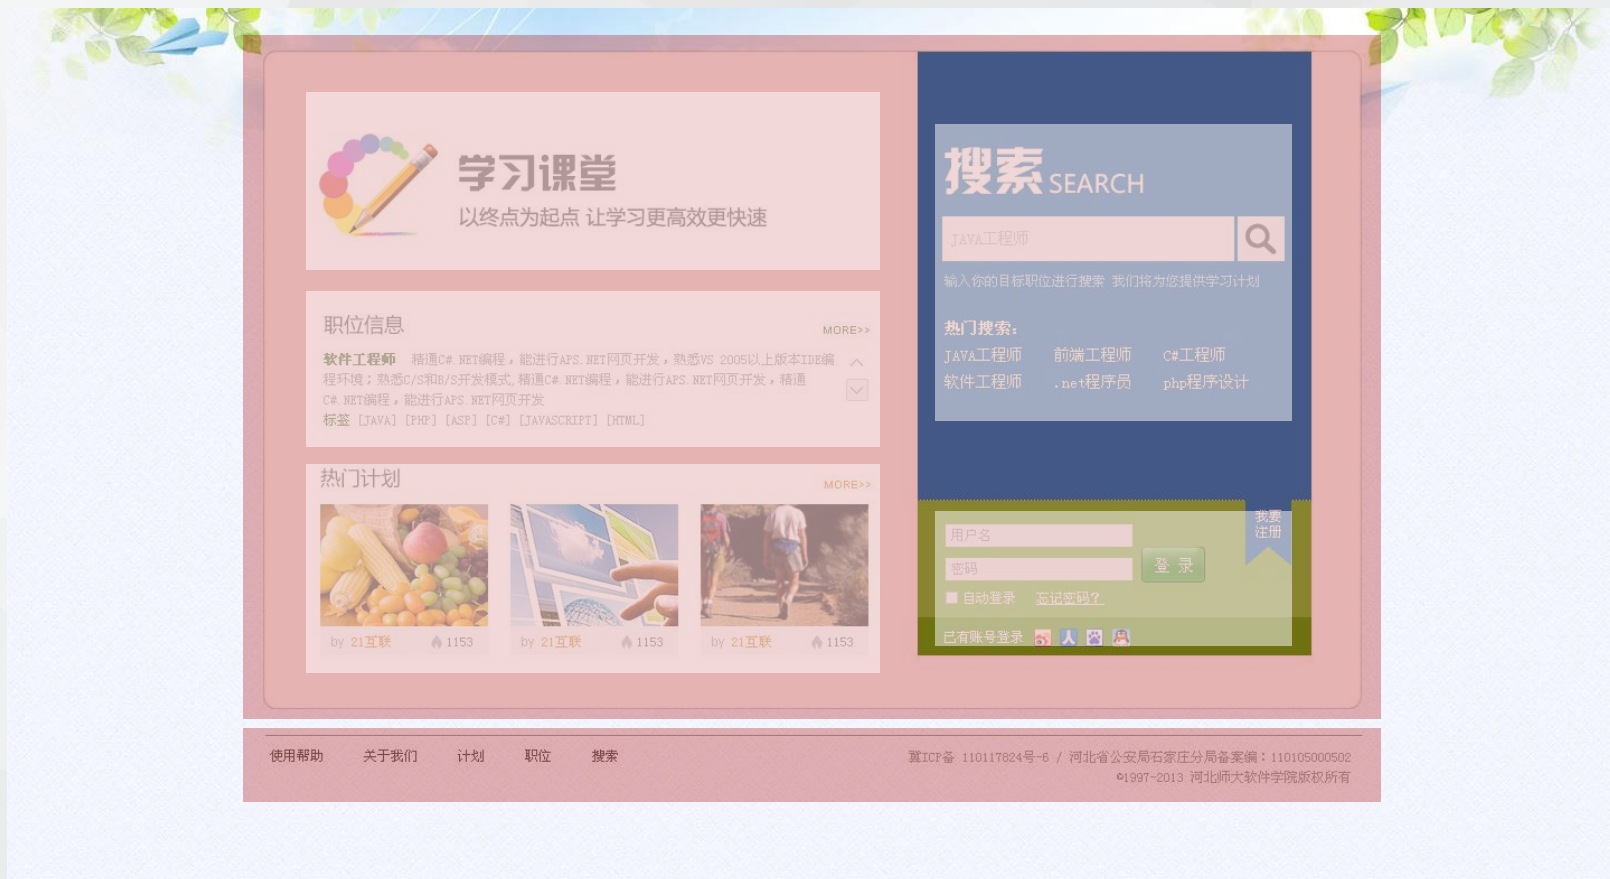 学习课堂
以终点为起点 让学习更高效更快速
职位信息
MORE>>
软件工程师 精通C#.NET编程，能进行APS.NET网页开发，熟悉VS 2005以上版本IDE编
程环境；熟悉C/S和B/S开发模式,精通C#.NET编程，能进行APS.NET网页开发，精通
C#.NET编程，能进行APS.NET网页开发
标签 [JAVA] [PHP] [ASP] [C#] [JAVASCRIPT] [HTML]
热门计划
MORE>>
by 21互联 1153
by 21互联 1153
by 21互联 1153
搜索SEARCH
.JAVA工程师
输入你的目标职位进行搜索 我们将为您提供学习计划
热门搜索：
JAVA工程师 前端工程师 C#工程师
软件工程师 .net程序员 php程序设计
我要
注册
用户名
密码
登录
自动登录 忘记密码？
已有账号登录
使用帮助 关于我们 计划 职位 搜索
冀ICP备 110117824号-6 / 河北省公安局石家庄分局备案编：110105000502
©1997-2013 河北师大软件学院版权所有